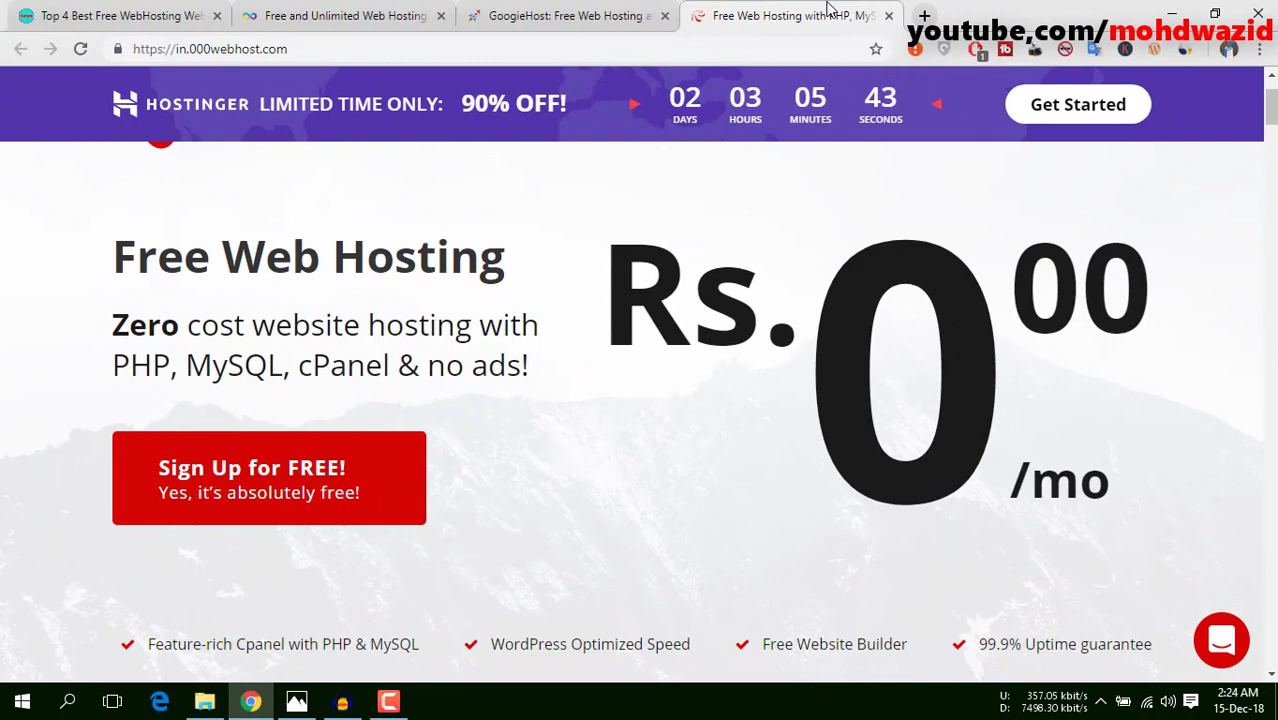 Top 4 Best Free WebHosting Web
Free and Unlimited Web Hosting
GoogieHost: Free Web Hosting a
Free Web Hosting with PHP, MyS
youtube,com/mohdwazid
https://in.000webhost.com
1
HOSTINGER LIMITED TIME ONLY: 90% OFF!
02 03 05 43
DAYS HOURS MINUTES SECONDS
Get Started
Free Web Hosting
Zero cost website hosting with
PHP, MySQL, cPanel & no ads!
Rs.0 00
/mo
Sign Up for FREE!
Yes, it's absolutely free!
Feature-rich Cpanel with PHP & MySQL
WordPress Optimized Speed
Free Website Builder
99.9% Uptime guarantee
U: 357.05 kbit/s
D: 7498.30 kbit/s
2:24 AM
15-Dec-18